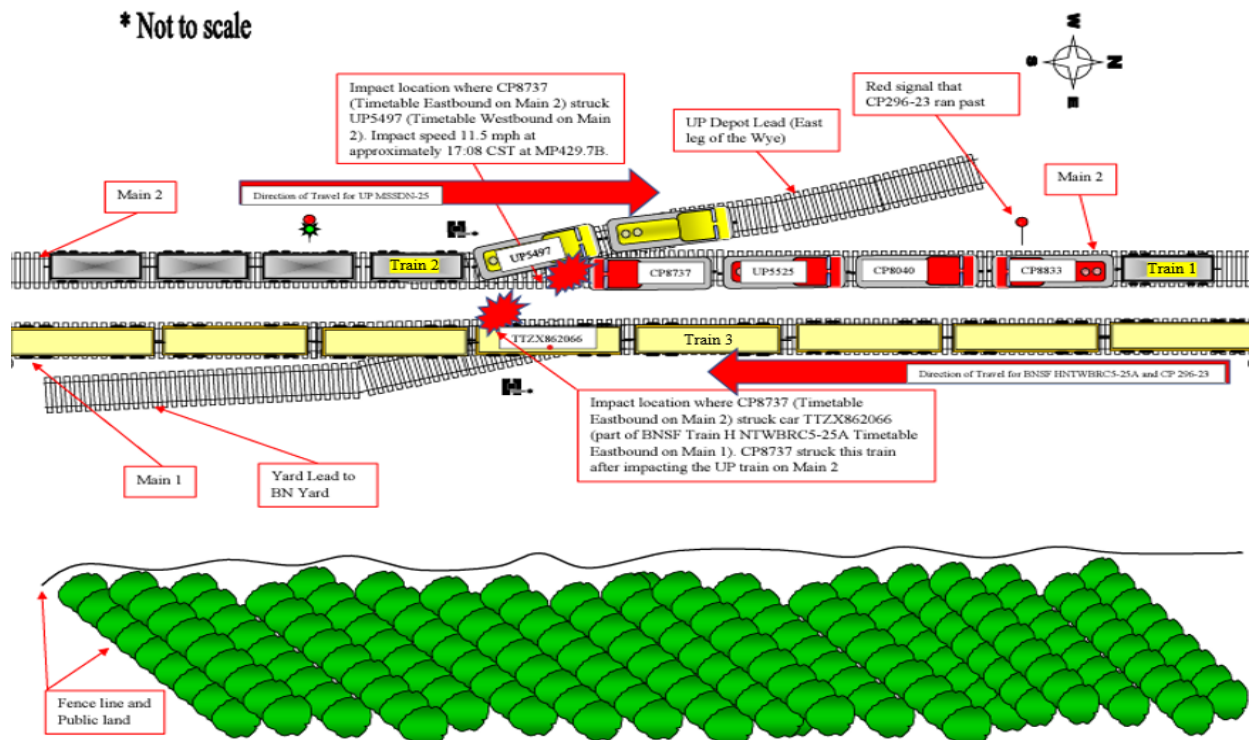 * Not to scale
W
S
N
E
Impact location where CP8737
(Timetable Eastbound on Main 2) struck
UP5497 (Timetable Westbound on Main
2). Impact speed 11.5 mph at
approximately 17:08 CST at MP429.7B.
Red signal that
CP296-23 ran past
UP Depot Lead (East
leg of the Wye)
Main 2
Direction of Travel for UP MSSDN-25
Main 2
Train 2
UP5497
CP8737
UP5525
CP8040
CP8833
Train 1
TTZX862066
Train 3
Direction of Travel for BNSF HNTWBRC5-25A and CP 296-23
Impact location where CP8737 (Timetable
Eastbound on Main 2) struck car TTZX862066
(part of BNSF Train H NTWBRC5-25A Timetable
Eastbound on Main 1). CP8737 struck this train
after impacting the UP train on Main 2
Main 1
Yard Lead to
BN Yard
Fence line and
Public land